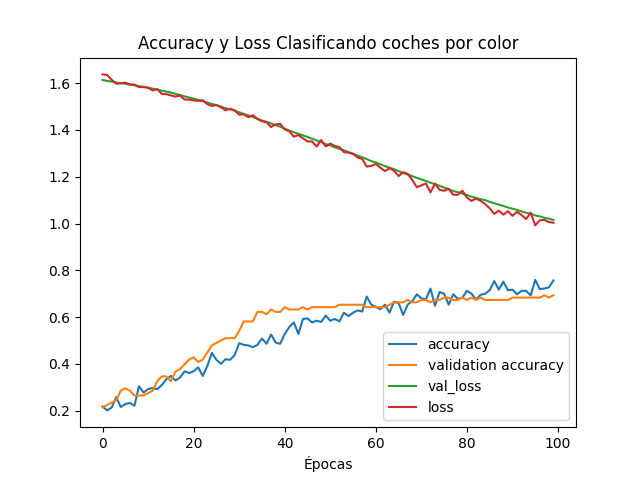 Accuracy y Loss Clasificando coches por color
1.6
1.4
1.2
1.0
0.8
0.6
0.4
0.2
accuracy
validation accuracy
val_loss
loss
0 20 40 60 80 100
Épocas